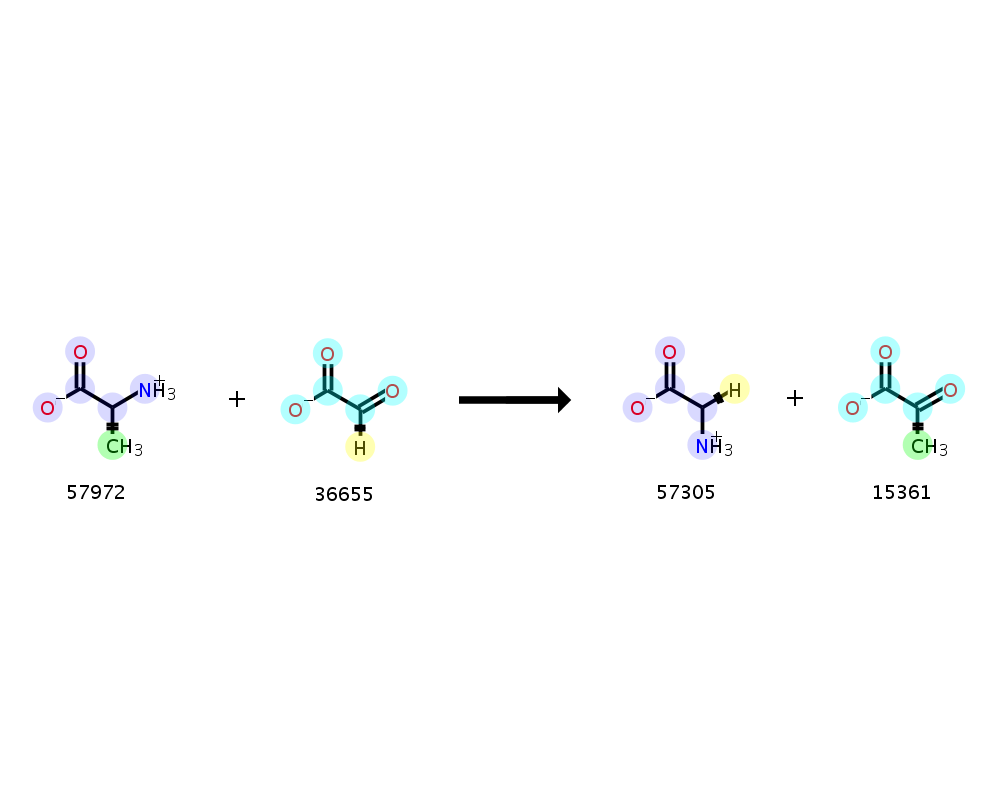 O O O O
O⁻ NH₃⁺ + O⁻ O O⁻ H + O⁻ O
CH₃ H NH₃⁺ CH₃
57972 36655 57305 15361